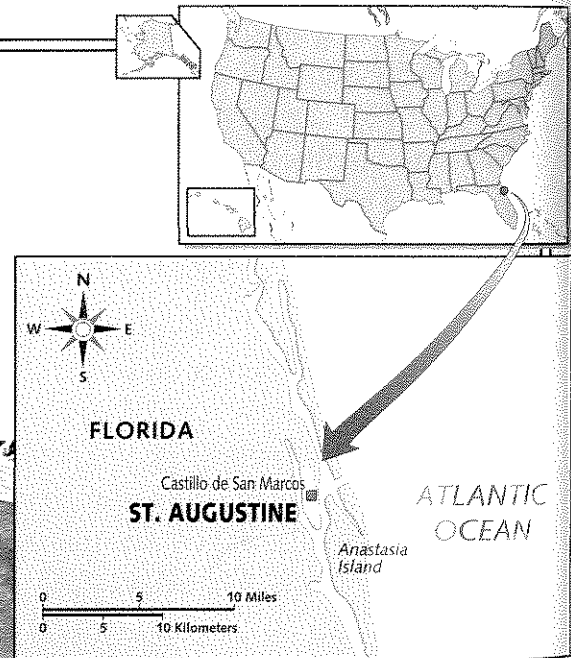 N
W E
S
FLORIDA
Castillo de San Marcos
ST. AUGUSTINE
ATLANTIC
OCEAN
Anastasia
Island
0 5 10 Miles
0 5 10 Kilometers